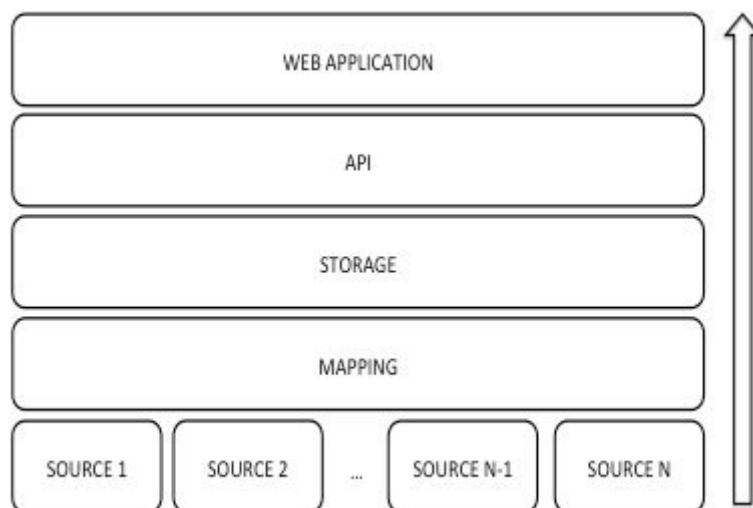 WEB APPLICATION
API
STORAGE
MAPPING
SOURCE 1 SOURCE 2 ... SOURCE N-1 SOURCE N